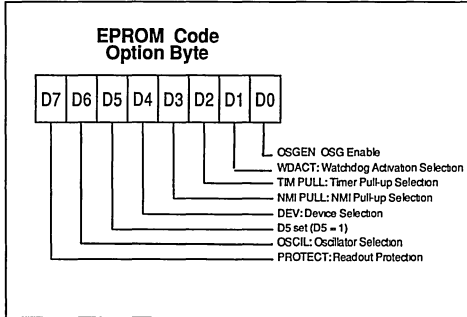 EPROM Code
Option Byte
D7 D6 D5 D4 D3 D2 D1 D0
OSGEN OSG Enable
WDACT: Watchdog Activation Selection
TIM PULL: Timer Pull-up Selection
NMI PULL: NMI Pull-up Selection
DEV: Device Selection
D5 set (D5 = 1)
OSCIL: Oscillator Selection
PROTECT: Readout Protection